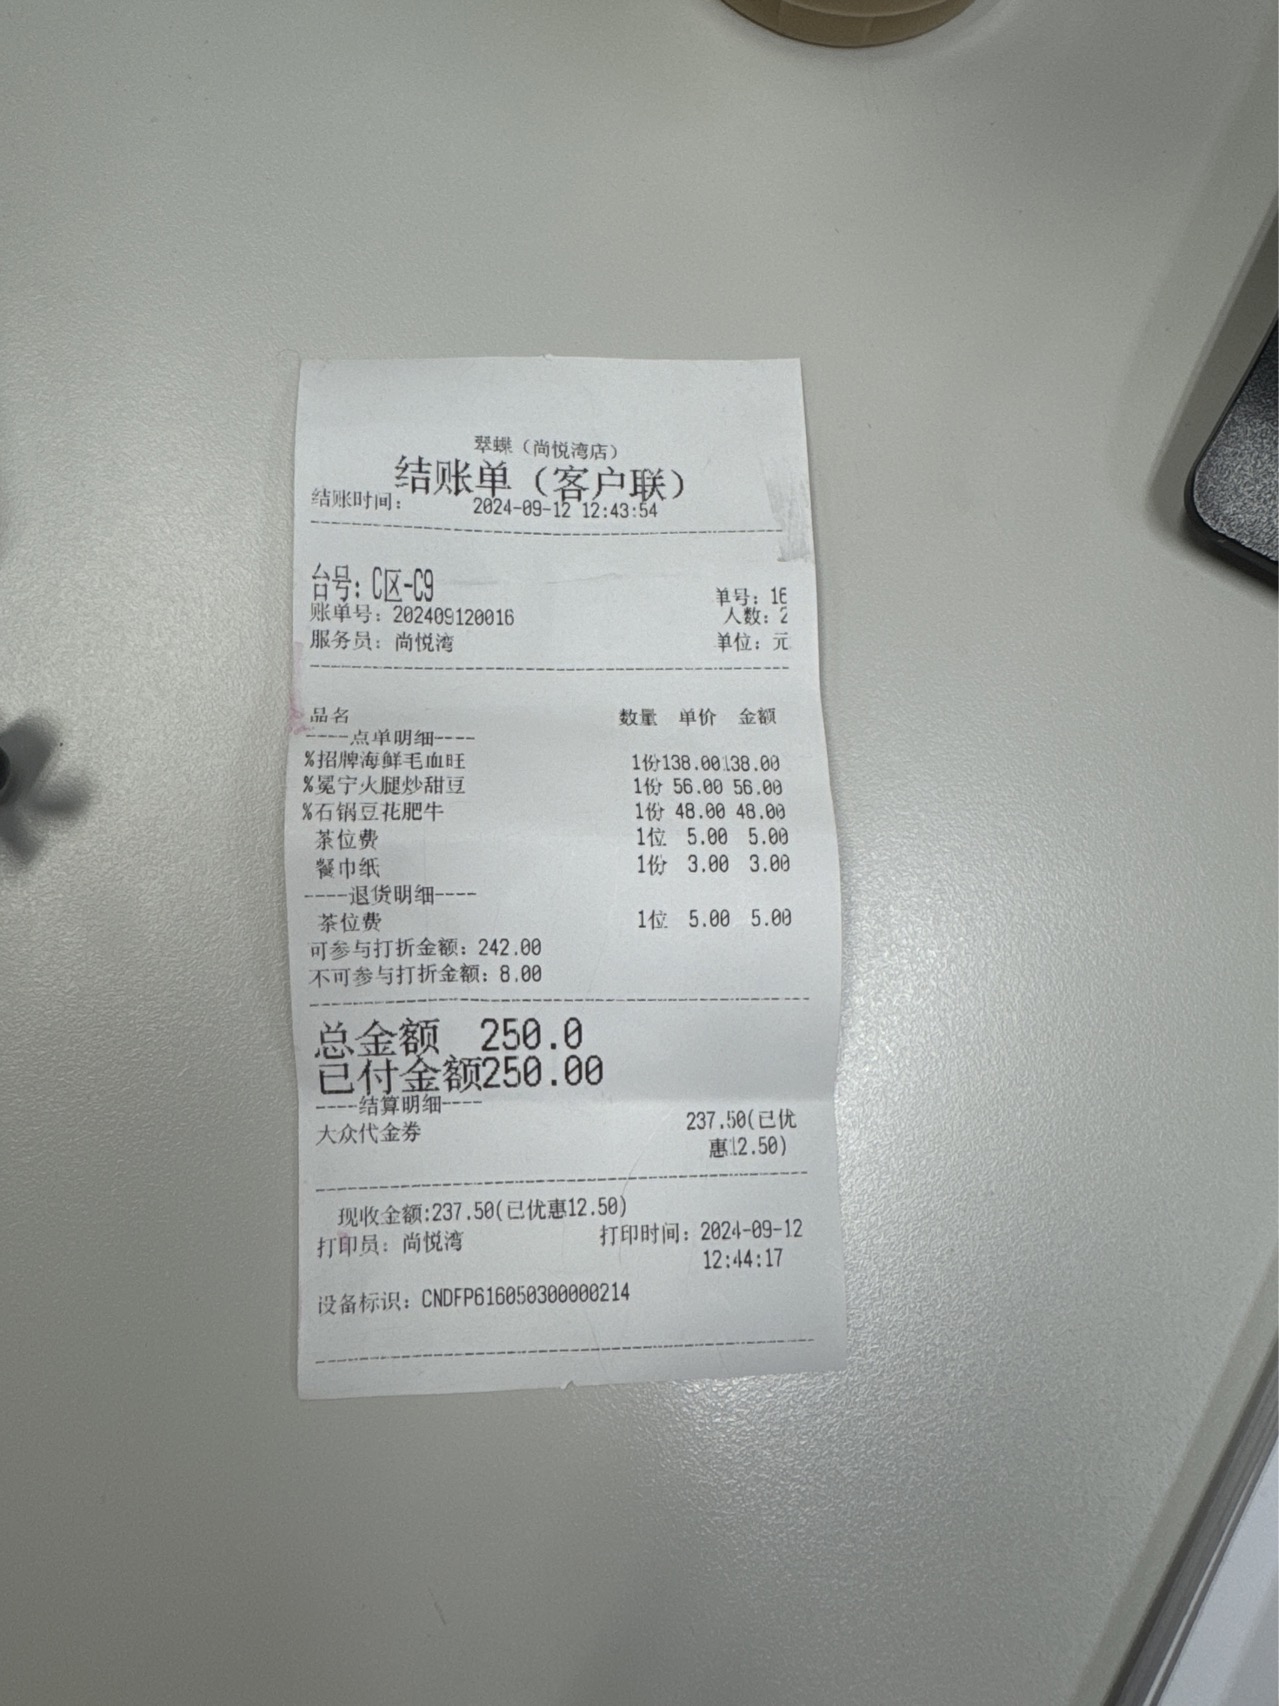 翠蝶（尚悦湾店）
结账单（客户联）
结账时间： 2024-09-12 12:43:54
台号：C区-C9
单号：16
账单号：202409120016 人数：2
服务员：尚悦湾 单位：元
品名 数量 单价 金额
----点单明细----
%招牌海鲜毛血旺 1份138.00138.00
%冕宁火腿炒甜豆 1份 56.00 56.00
%石锅豆花肥牛 1份 48.00 48.00
茶位费 1位 5.00 5.00
餐巾纸 1份 3.00 3.00
----退货明细----
茶位费 1位 5.00 5.00
可参与打折金额：242.00
不可参与打折金额：8.00
总金额 250.0
已付金额250.00
----结算明细----
大众代金券 237.50(已优
惠12.50)
现收金额:237.50(已优惠12.50)
打印员：尚悦湾 打印时间：2024-09-12
12:44:17
设备标识：CNDFP616050300000214